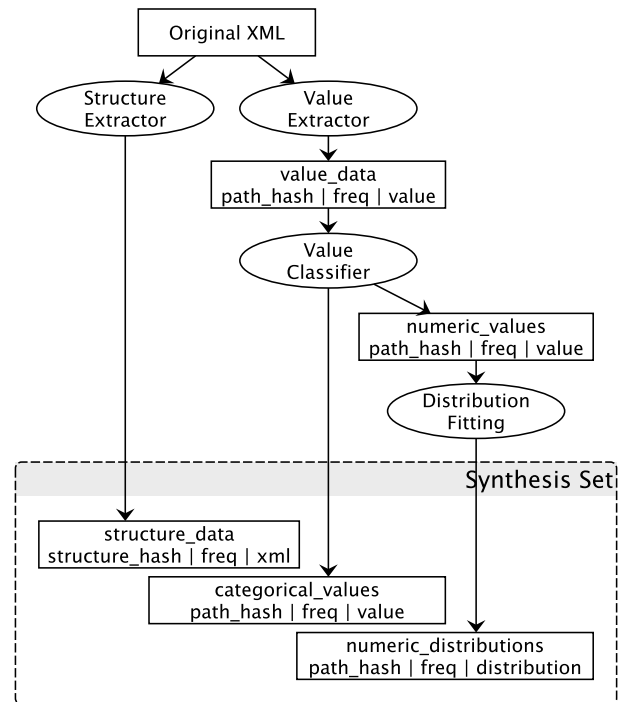 Original XML
Structure
Extractor
Value
Extractor
value_data
path_hash | freq | value
Value
Classifier
numeric_values
path_hash | freq | value
Distribution
Fitting
Synthesis Set
structure_data
structure_hash | freq | xml
categorical_values
path_hash | freq | value
numeric_distributions
path_hash | freq | distribution